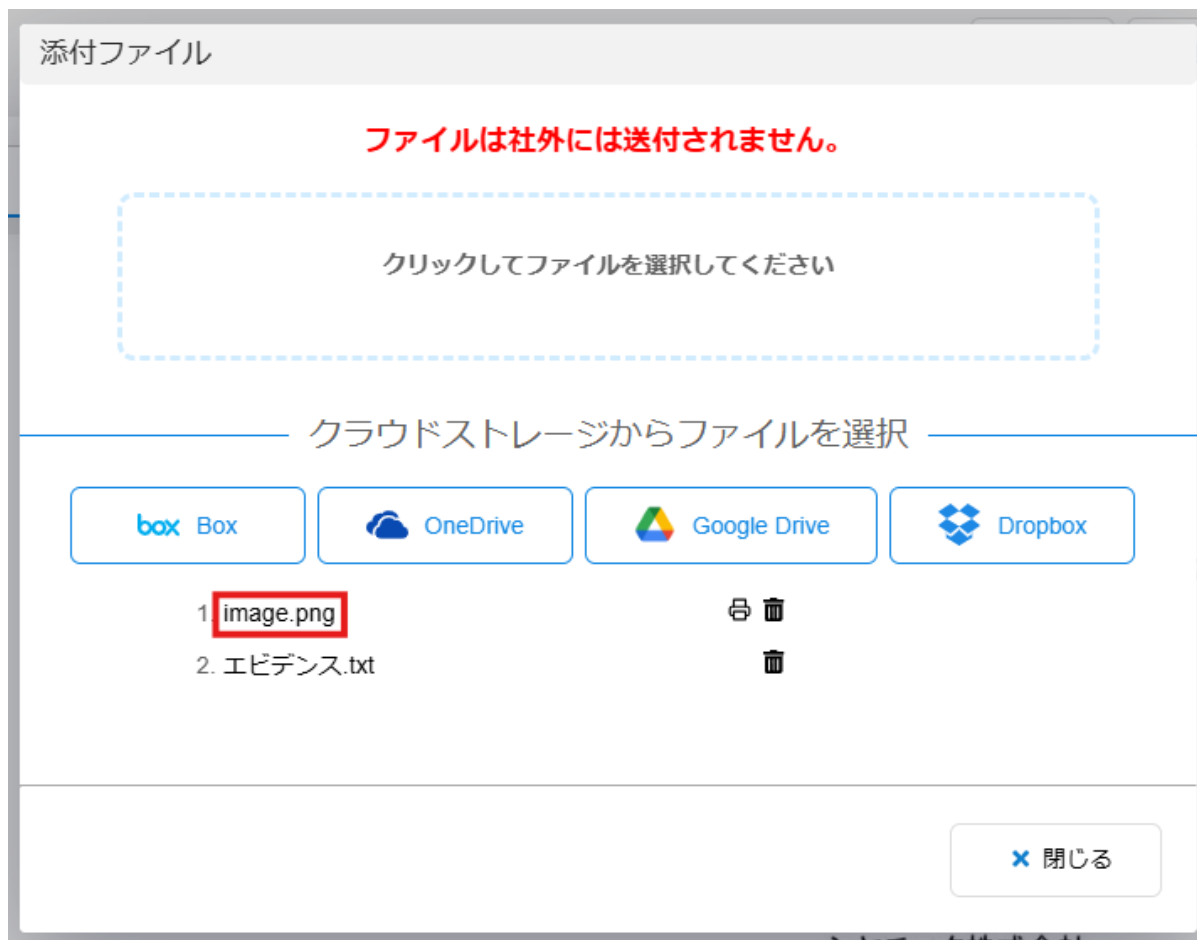 添付ファイル
ファイルは社外には送付されません。
クリックしてファイルを選択してください
クラウドストレージからファイルを選択
box Box OneDrive Google Drive Dropbox
1. image.png
2. エビデンス.txt
× 閉じる